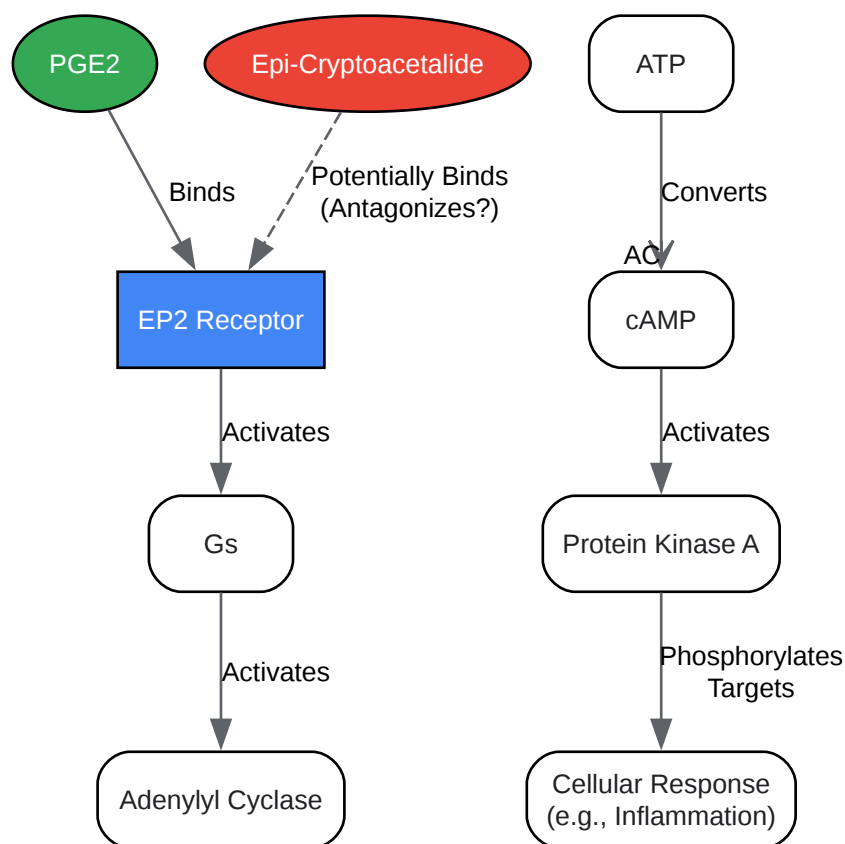 PGE2
Epi-Cryptoacetalide
ATP
Binds
Potentially Binds
(Antagonizes?)
Converts
AC
EP2 Receptor
cAMP
Activates
Activates
Gs
Protein Kinase A
Activates
Phosphorylates
Targets
Adenylyl Cyclase
Cellular Response
(e.g., Inflammation)